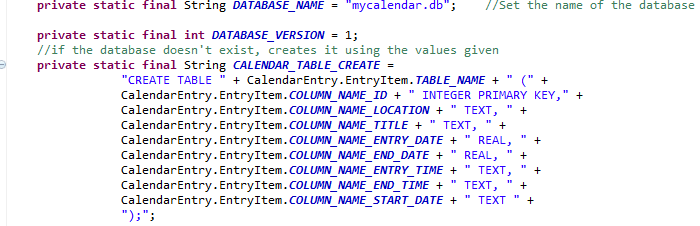 private static final String DATABASE_NAME = "mycalendar.db";    //Set the name of the database
private static final int DATABASE_VERSION = 1;
//if the database doesn't exist, creates it using the values given
private static final String CALENDAR_TABLE_CREATE =
"CREATE TABLE " + CalendarEntry.EntryItem.TABLE_NAME + " (" +
CalendarEntry.EntryItem.COLUMN_NAME_ID + " INTEGER PRIMARY KEY," +
CalendarEntry.EntryItem.COLUMN_NAME_LOCATION + " TEXT, " +
CalendarEntry.EntryItem.COLUMN_NAME_TITLE + " TEXT, " +
CalendarEntry.EntryItem.COLUMN_NAME_ENTRY_DATE + " REAL, " +
CalendarEntry.EntryItem.COLUMN_NAME_END_DATE + " REAL, " +
CalendarEntry.EntryItem.COLUMN_NAME_ENTRY_TIME + " TEXT, " +
CalendarEntry.EntryItem.COLUMN_NAME_END_TIME + " TEXT, " +
CalendarEntry.EntryItem.COLUMN_NAME_START_DATE + " TEXT " +
");";